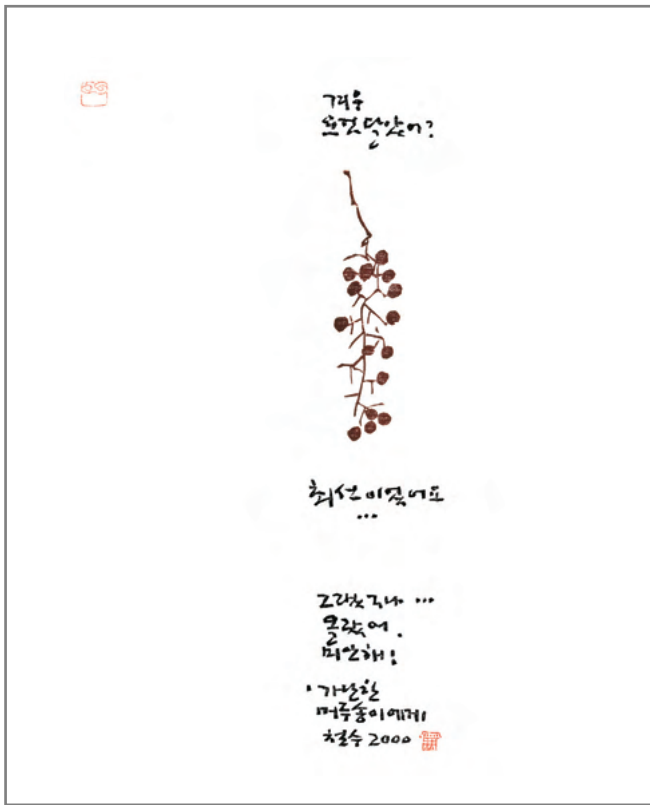 겨우
요것 달았어?
최선이었어요
...
그랬구나 ...
몰랐어.
미안해!
· 가난한
머루송이에게
철수 2000